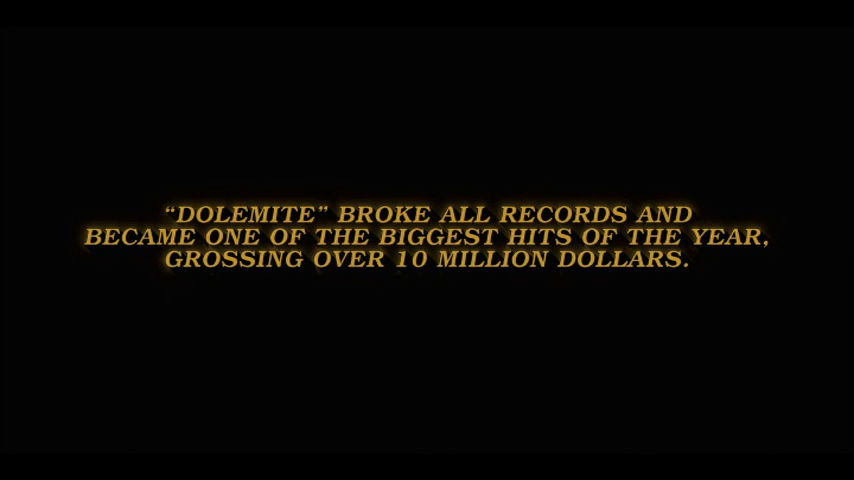 “DOLEMITE” BROKE ALL RECORDS AND
BECAME ONE OF THE BIGGEST HITS OF THE YEAR,
GROSSING OVER 10 MILLION DOLLARS.